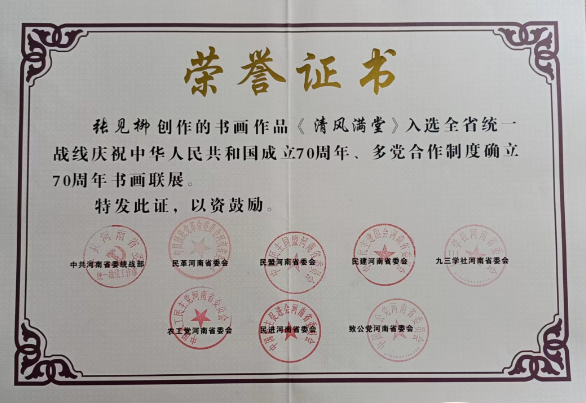 荣誉证书
张见柳创作的书画作品《清风满堂》入选全省统一
战线庆祝中华人民共和国成立70周年、多党合作制度确立
70周年书画联展。
特发此证，以资鼓励。
中共河南省委统战部 民革河南省委会 民盟河南省委会 民建河南省委会 九三学社河南省委会
农工党河南省委会 民进河南省委会 致公党河南省委会